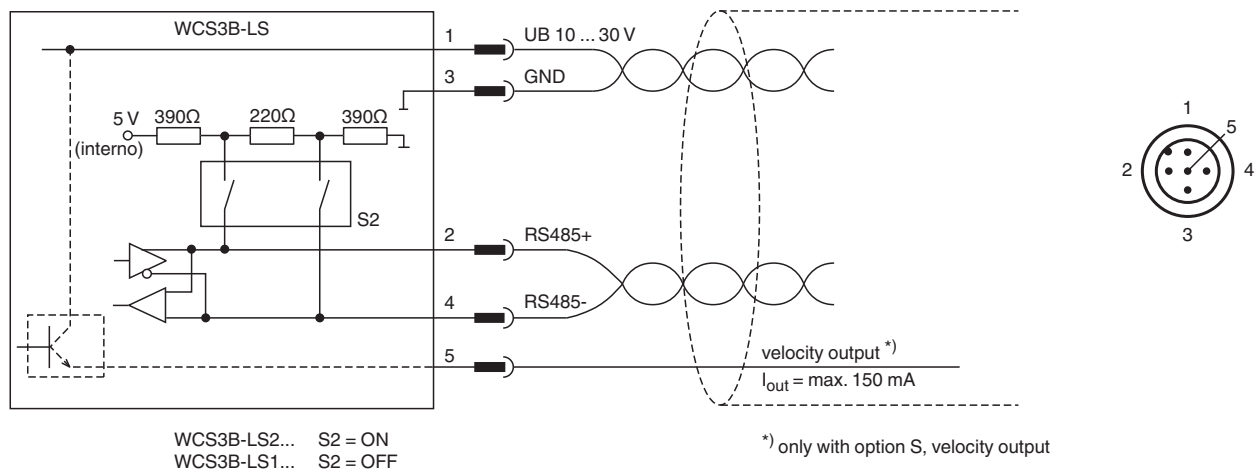 WCS3B-LS
1
UB 10 ... 30 V
3
GND
5 V
(interno)
390Ω
220Ω
390Ω
S2
2
RS485+
4
RS485-
5
velocity output *)
Iout = max. 150 mA
WCS3B-LS2... S2 = ON
WCS3B-LS1... S2 = OFF
*) only with option S, velocity output
1
5
2
4
3